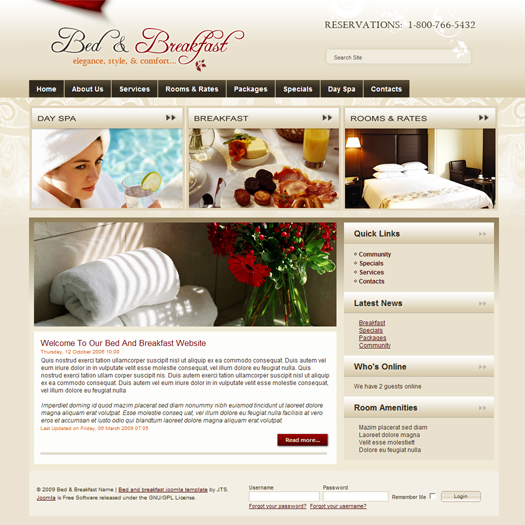 RESERVATIONS: 1-800-766-5432
Bed & Breakfast
elegance, style, & comfort...
Search Site
Home
About Us
Services
Rooms & Rates
Packages
Specials
Day Spa
Contacts
DAY SPA
BREAKFAST
ROOMS & RATES
Welcome To Our Bed And Breakfast Website
Thursday, 12 October 2006 10:00
Quis nostrud exerci tation ullamcorper suscipit nisl ut aliquip ex ea commodo consequat. Duis autem vel
eum iriure dolor in in vulputate velit esse molestie consequat, vel illum dolore eu feugiat nulla. Quis
nostrud exerci tation ullam corper suscipit nis. Duis autem vel eum iriure dolor in ut aliquip
ex ea commodo consequat. Duis autem vel eum iriure dolor in in vulputate velit esse molestie consequat,
vel illum dolore eu feugiat nulla
Imperdiet doming id quod mazim placerat sed diam nonummy nibh euismod tincidunt ut laoreet dolore
magna aliquam erat volutpat. Esse molestie conseq uat, vel illum dolore eu feugiat nulla facilisis at vero
eros et accumsan et iusto odio qui blandtum laoreet dolore magna aliquam erat volutpat.
Last Updated on Friday, 06 March 2009 07:05
Read more...
Quick Links
Community
Specials
Services
Contacts
Latest News
Breakfast
Specials
Packages
Community
Who's Online
We have 2 guests online
Room Amenities
Mazim placerat sed diam
Laoreet dolore magna
Velit esse molestiett
Dolore eu feugiat nulla
© 2009 Bed & Breakfast Name | Bed and breakfast joomla template by JTS.
Joomla is Free Software released under the GNU/GPL License.
Username
Password
Remember Me
Login
Forgot your password?
Forgot your username?